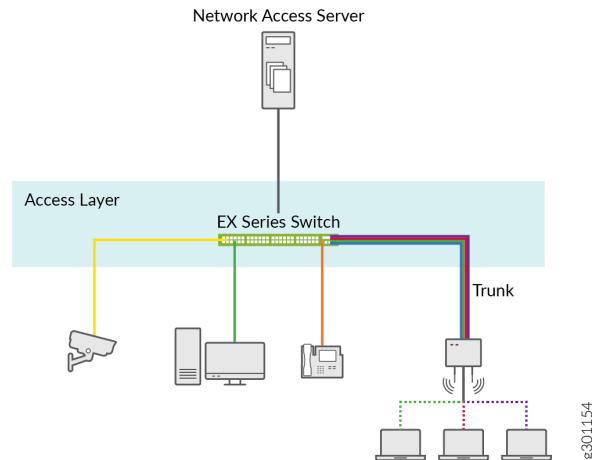 Network Access Server
Access Layer
EX Series Switch
Trunk
g301154